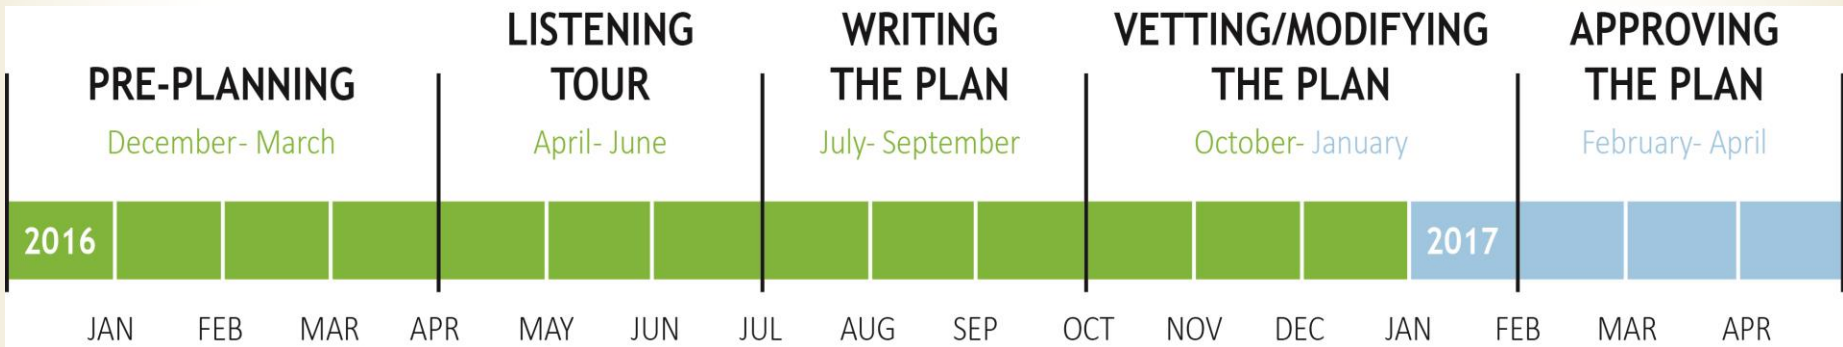 PRE-PLANNING
December- March
LISTENING
TOUR
April- June
WRITING
THE PLAN
July- September
VETTING/MODIFYING
THE PLAN
October- January
APPROVING
THE PLAN
February- April
2016
2017
JAN FEB MAR APR MAY JUN JUL AUG SEP OCT NOV DEC JAN FEB MAR APR